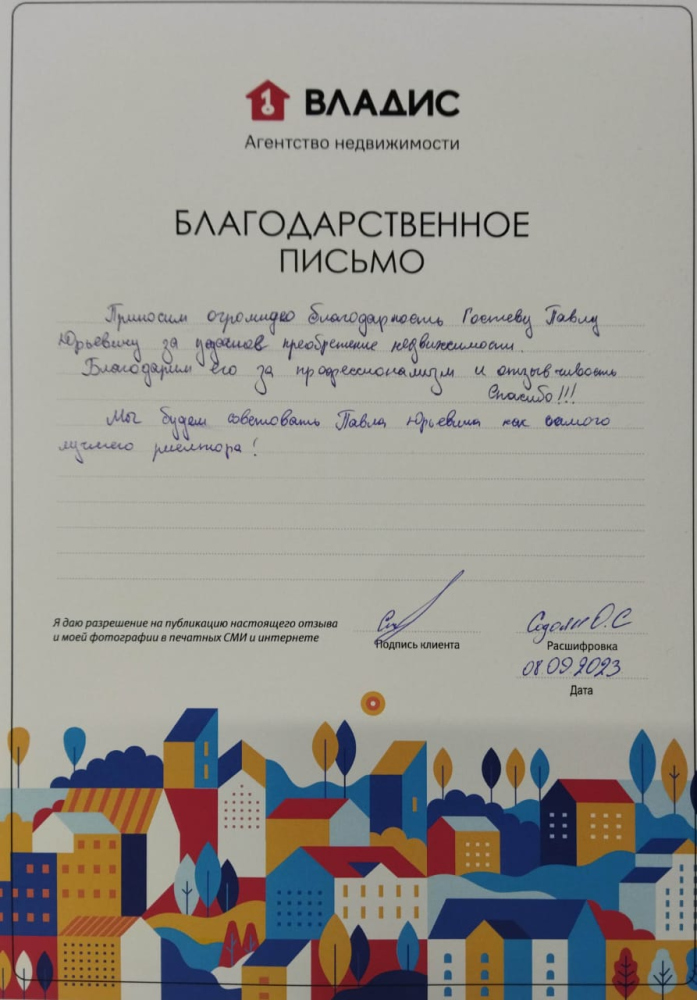 ВЛАДИС
Агентство недвижимости
БЛАГОДАРСТВЕННОЕ
ПИСЬМО
Приносим огромидео благодарность Гостеву Павлу
Юрьевичу за удачное преобретение недвижимости.
Благодарим его за профессионализм и отзывчивость
Спасибо!!!
Мы будем советовать Павла Юрьевича как самого
лучшего риелтора!
Я даю разрешение на публикацию настоящего отзыва
и моей фотографии в печатных СМИ и интернете
Подпись клиента
О.С
Расшифровка
08.09.2023
Дата